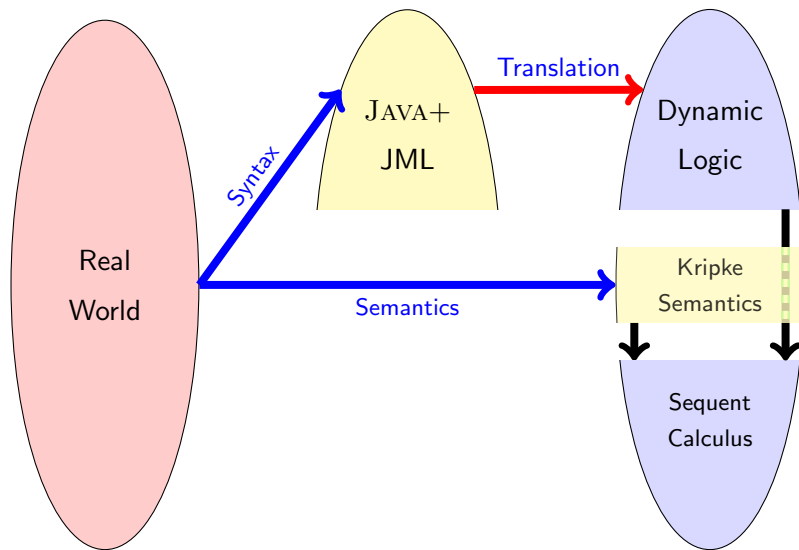 Translation
JAVA+
JML
Dynamic
Logic
Syntax
Real
World
Kripke
Semantics
Semantics
Sequent
Calculus